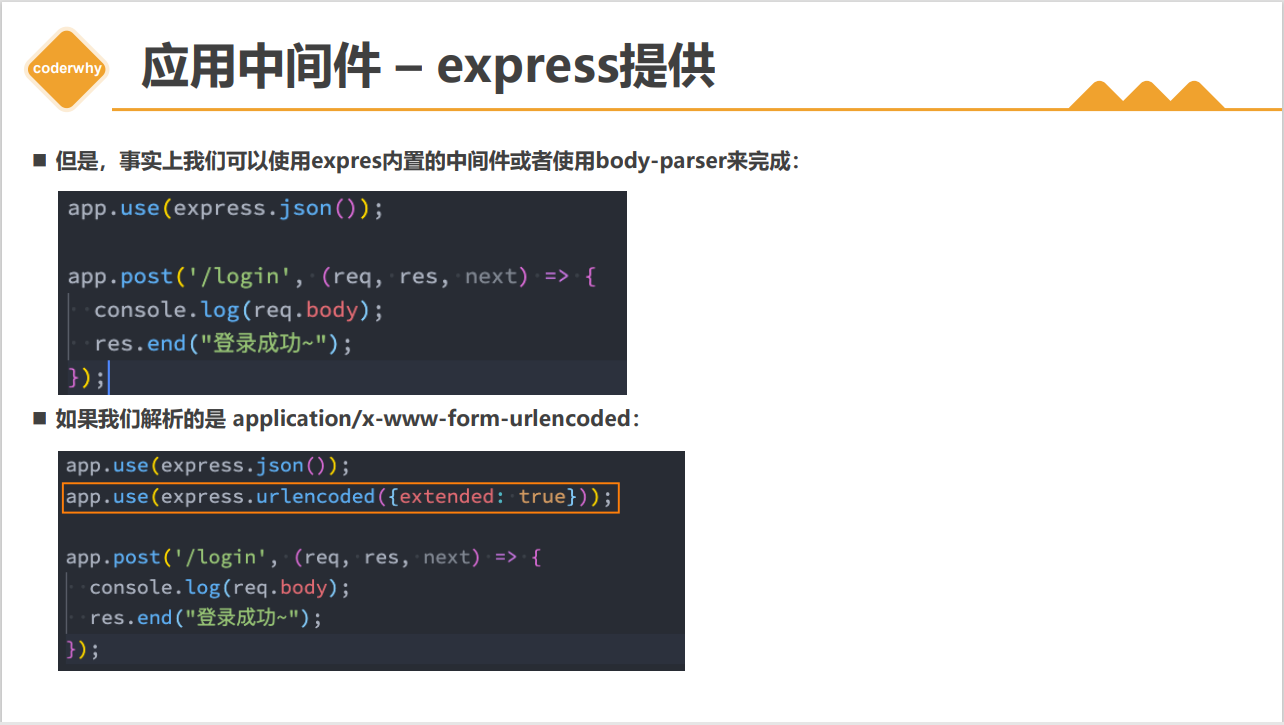 coderwhy
应用中间件 – express提供
■ 但是，事实上我们可以使用expres内置的中间件或者使用body-parser来完成：
app.use(express.json());
app.post('/login', (req, res, next) => {
  console.log(req.body);
  res.end("登录成功~");
});
■ 如果我们解析的是 application/x-www-form-urlencoded：
app.use(express.json());
app.use(express.urlencoded({extended: true}));
app.post('/login', (req, res, next) => {
  console.log(req.body);
  res.end("登录成功~");
});